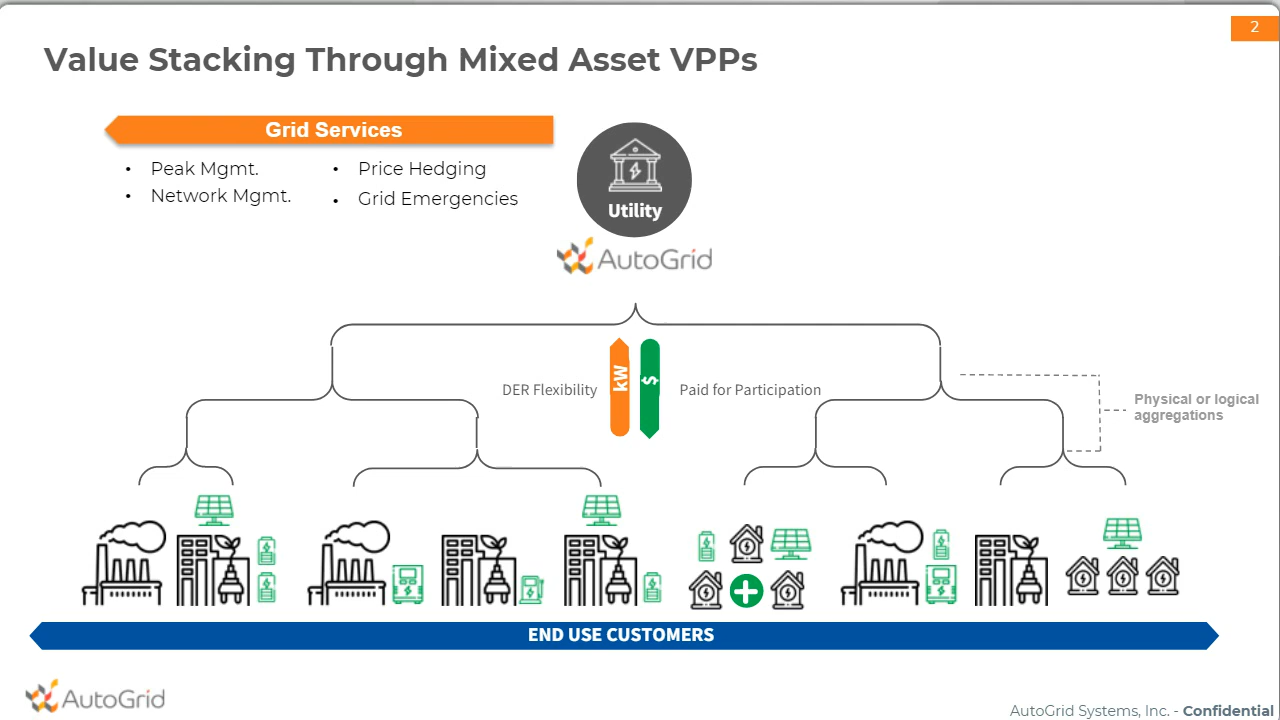 2
Value Stacking Through Mixed Asset VPPs
Grid Services
• Peak Mgmt.
• Network Mgmt.
• Price Hedging
• Grid Emergencies
Utility
AutoGrid
DER Flexibility
kW
$
Paid for Participation
Physical or logical
aggregations
END USE CUSTOMERS
AutoGrid
AutoGrid Systems, Inc. - Confidential